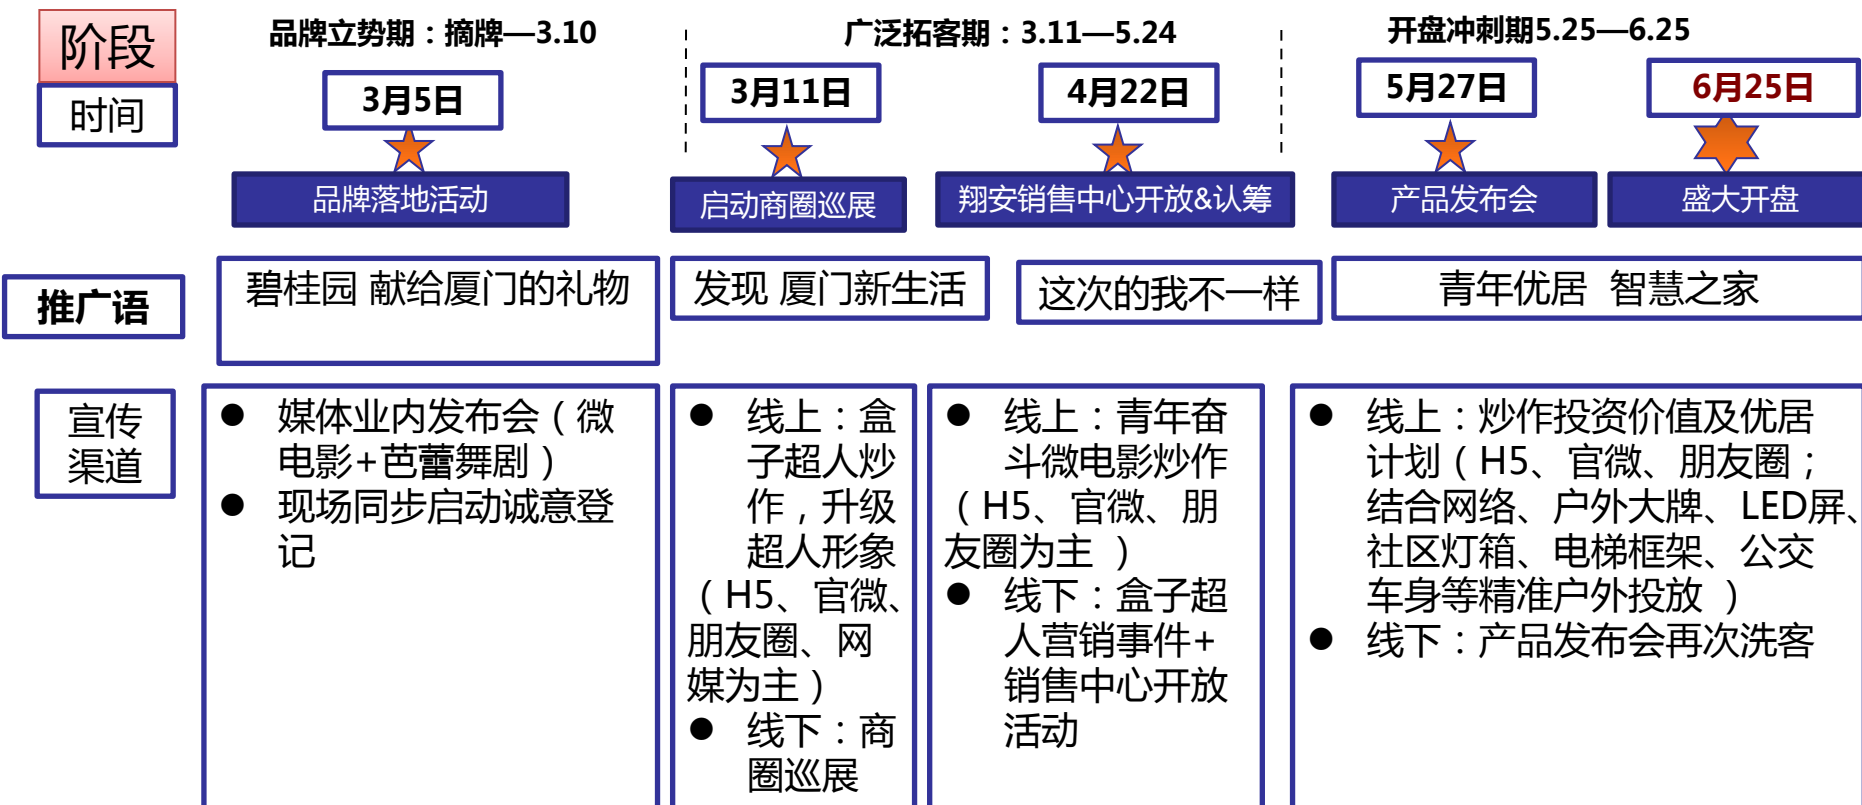 阶段
品牌立势期：摘牌—3.10
广泛拓客期：3.11—5.24
开盘冲刺期5.25—6.25
时间
3月5日
3月11日
4月22日
5月27日
6月25日
品牌落地活动
启动商圈巡展
翔安销售中心开放&认筹
产品发布会
盛大开盘
推广语
碧桂园 献给厦门的礼物
发现 厦门新生活
这次的我不一样
青年优居 智慧之家
宣传
渠道
● 媒体业内发布会（微
电影+芭蕾舞剧）
● 现场同步启动诚意登
记
● 线上：盒
子超人炒
作，升级
超人形象
（H5、官微、
朋友圈、网
媒为主）
● 线下：商
圈巡展
● 线上：青年奋
斗微电影炒作
（H5、官微、朋
友圈为主 ）
● 线下：盒子超
人营销事件+
销售中心开放
活动
● 线上：炒作投资价值及优居
计划（H5、官微、朋友圈；
结合网络、户外大牌、LED屏、
社区灯箱、电梯框架、公交
车身等精准户外投放 ）
● 线下：产品发布会再次洗客